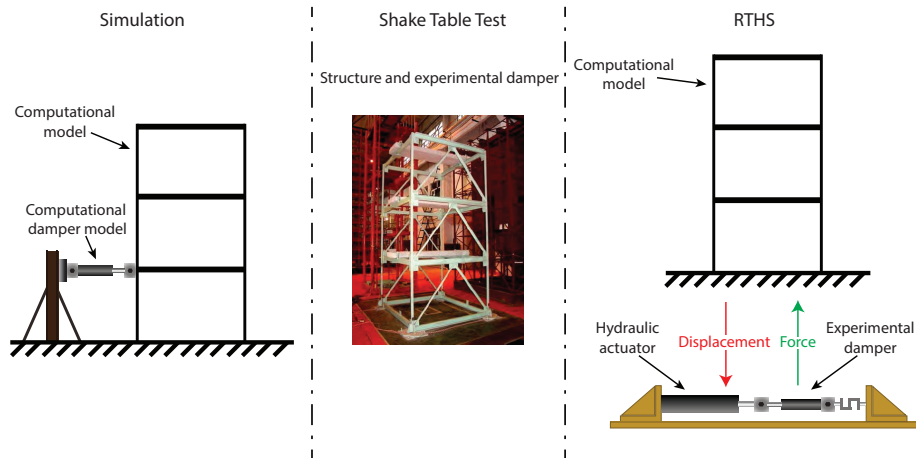 Simulation
Computational
model
Computational
damper model
Shake Table Test
Structure and experimental damper
RTHS
Computational
model
Hydraulic
actuator
Displacement
Force
Experimental
damper